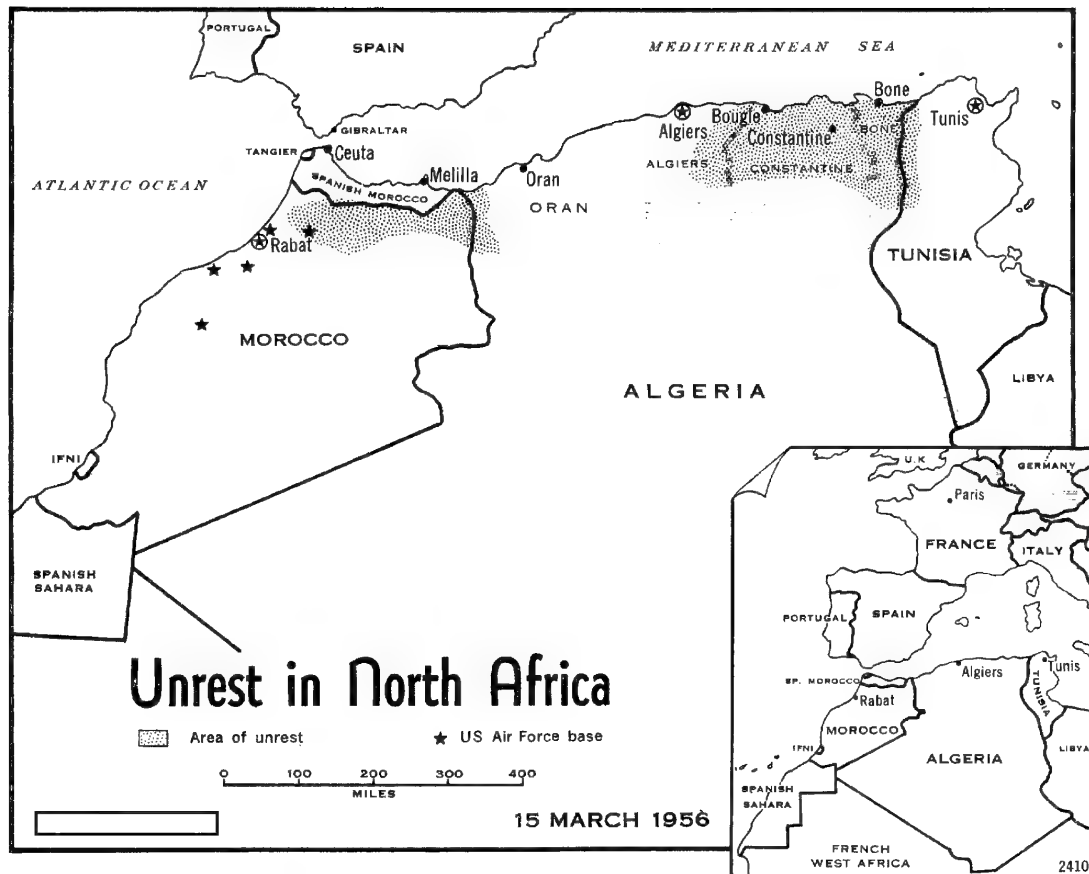 PORTUGAL
SPAIN
MEDITERRANEAN SEA
GIBRALTAR
TANGIER
Ceuta
ATLANTIC OCEAN
SPANISH MOROCCO
Melilla
Oran
ORAN
Algiers
ALGIERS
Bougie
Constantine
CONSTANTINE
Bone
BONE
Tunis
Rabat
TUNISIA
MOROCCO
ALGERIA
LIBYA
IFNI
SPANISH
SAHARA
Unrest in North Africa
Area of unrest
US Air Force base
0 100 200 300 400
MILES
15 MARCH 1956
U.K
GERMANY
Paris
FRANCE
ITALY
PORTUGAL
SPAIN
Algiers
Tunis
SP. MOROCCO
Rabat
TUNISIA
MOROCCO
IFNI
ALGERIA
LIBYA
SPANISH
SAHARA
FRENCH
WEST AFRICA
2410